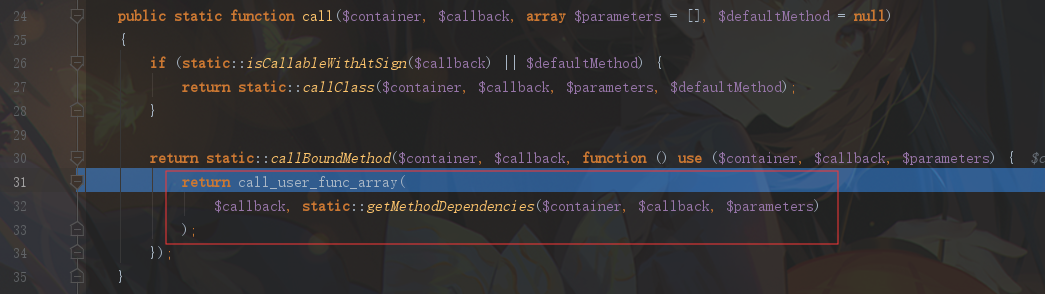 24 public static function call($container, $callback, array $parameters = [], $defaultMethod = null)
25 {
26 if (static::isCallableWithAtSign($callback) || $defaultMethod) {
27 return static::callClass($container, $callback, $parameters, $defaultMethod);
28 }
29
30 return static::callBoundMethod($container, $callback, function () use ($container, $callback, $parameters) {
31 return call_user_func_array(
32 $callback, static::getMethodDependencies($container, $callback, $parameters)
33 );
34 });
35 }